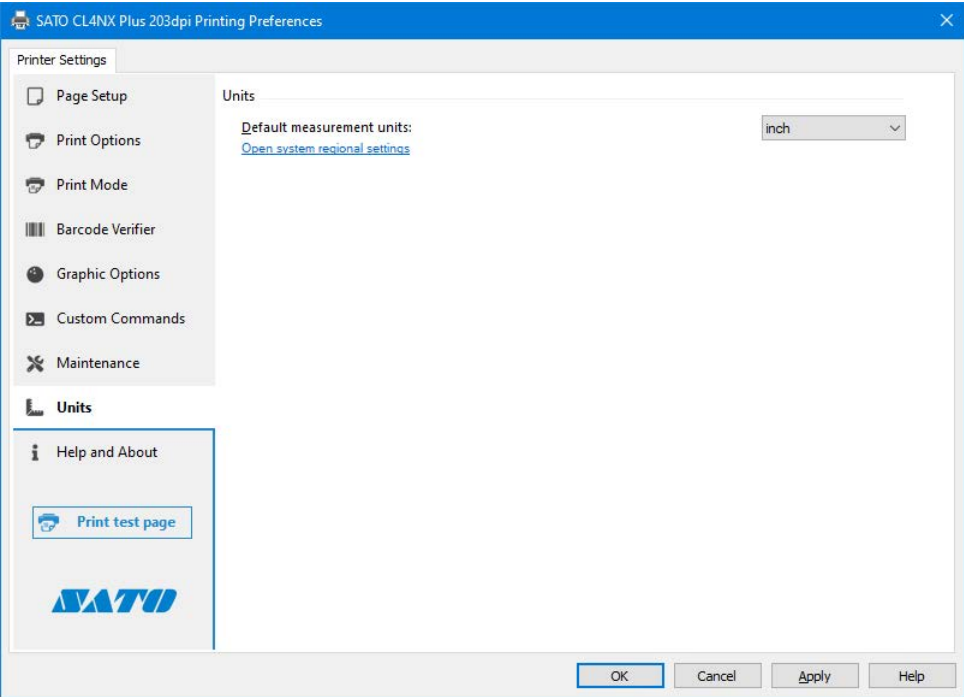 SATO CL4NX Plus 203dpi Printing Preferences
Printer Settings
Page Setup
Print Options
Print Mode
Barcode Verifier
Graphic Options
Custom Commands
Maintenance
Units
Help and About
Print test page
SATO
Units
Default measurement units:
inch
Open system regional settings
OK
Cancel
Apply
Help